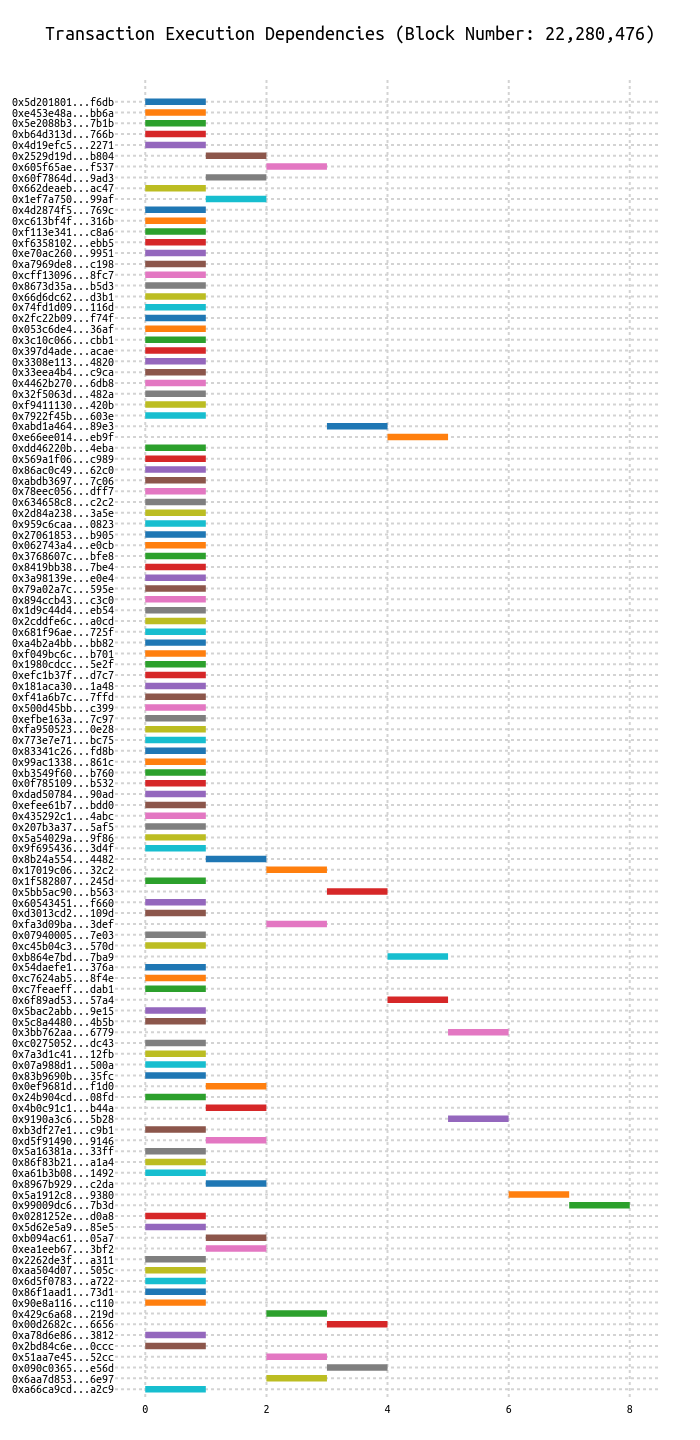 Transaction Execution Dependencies (Block Number: 22,280,476)
0x5d201801...f6db
0xe453e48a...bb6a
0x5e2088b3...7b1b
0xb64d313d...766b
0x4d19efc5...2271
0x2529d19d...b804
0x605f65ae...f537
0x60f7864d...9ad3
0x662deaeb...ac47
0x1ef7a750...99af
0x4d2874f5...769c
0xc613bf4f...316b
0xf113e341...c8a6
0xf6358102...ebb5
0xe70ac260...9951
0xa7969de8...c198
0xcff13096...8fc7
0x8673d35a...b5d3
0x66d6dc62...d3b1
0x74fd1d09...116d
0x2fc22b09...f74f
0x053c6de4...36af
0x3c10c066...cbb1
0x397d4ade...acae
0x3308e113...4820
0x33eea4b4...c9ca
0x4462b270...6db8
0x32f5063d...482a
0xf9411130...420b
0x7922f45b...603e
0xabd1a464...89e3
0xe66ee014...eb9f
0xdd46220b...4eba
0x569a1f06...c989
0x86ac0c49...62c0
0xabdb3697...7c06
0x78eec056...dff7
0x634658c8...c2c2
0x2d84a238...3a5e
0x959c6caa...0823
0x27061853...b905
0x062743a4...e0cb
0x3768607c...bfe8
0x8419bb38...7be4
0x3a98139e...e0e4
0x79a02a7c...595e
0x894ccb43...c3c0
0x1d9c44d4...eb54
0x2cddfe6c...a0cd
0x681f96ae...725f
0xa4b2a4bb...bb82
0xf049bc6c...b701
0x1980cdcc...5e2f
0xefc1b37f...d7c7
0x181aca30...1a48
0xf41a6b7c...7ffd
0x500d45bb...c399
0xefbe163a...7c97
0xfa950523...0e28
0x773e7e71...bc75
0x83341c26...fd8b
0x99ac1338...861c
0xb3549f60...b760
0x0f785109...b532
0xdad50784...90ad
0xefee61b7...bdd0
0x435292c1...4abc
0x207b3a37...5af5
0x5a54029a...9f86
0x9f695436...3d4f
0x8b24a554...4482
0x17019c06...32c2
0x1f582807...245d
0x5bb5ac90...b563
0x60543451...f660
0xd3013cd2...109d
0xfa3d09ba...3def
0x07940005...7e03
0xc45b04c3...570d
0xb864e7bd...7ba9
0x54daefe1...376a
0xc7624ab5...8f4e
0xc7feaeff...dab1
0x6f89ad53...57a4
0x5bac2abb...9e15
0x5c8a4480...4b5b
0x3bb762aa...6779
0xc0275052...dc43
0x7a3d1c41...12fb
0x07a988d1...500a
0x83b9690b...35fc
0x0ef9681d...f1d0
0x24b904cd...08fd
0x4b0c91c1...b44a
0x9190a3c6...5b28
0xb3df27e1...c9b1
0xd5f91490...9146
0x5a16381a...33ff
0x86f83b21...a1a4
0xa61b3b08...1492
0x8967b929...c2da
0x5a1912c8...9380
0x99009dc6...7b3d
0x0281252e...d0a8
0x5d62e5a9...85e5
0xb094ac61...05a7
0xea1eeb67...3bf2
0x2262de3f...a311
0xaa504d07...505c
0x6d5f0783...a722
0x86f1aad1...73d1
0x90e8a116...c110
0x429c6a68...219d
0x00d2682c...6656
0xa78d6e86...3812
0x2bd84c6e...0ccc
0x51aa7e45...52cc
0x090c0365...e56d
0x6aa7d853...6e97
0xa66ca9cd...a2c9
0 2 4 6 8